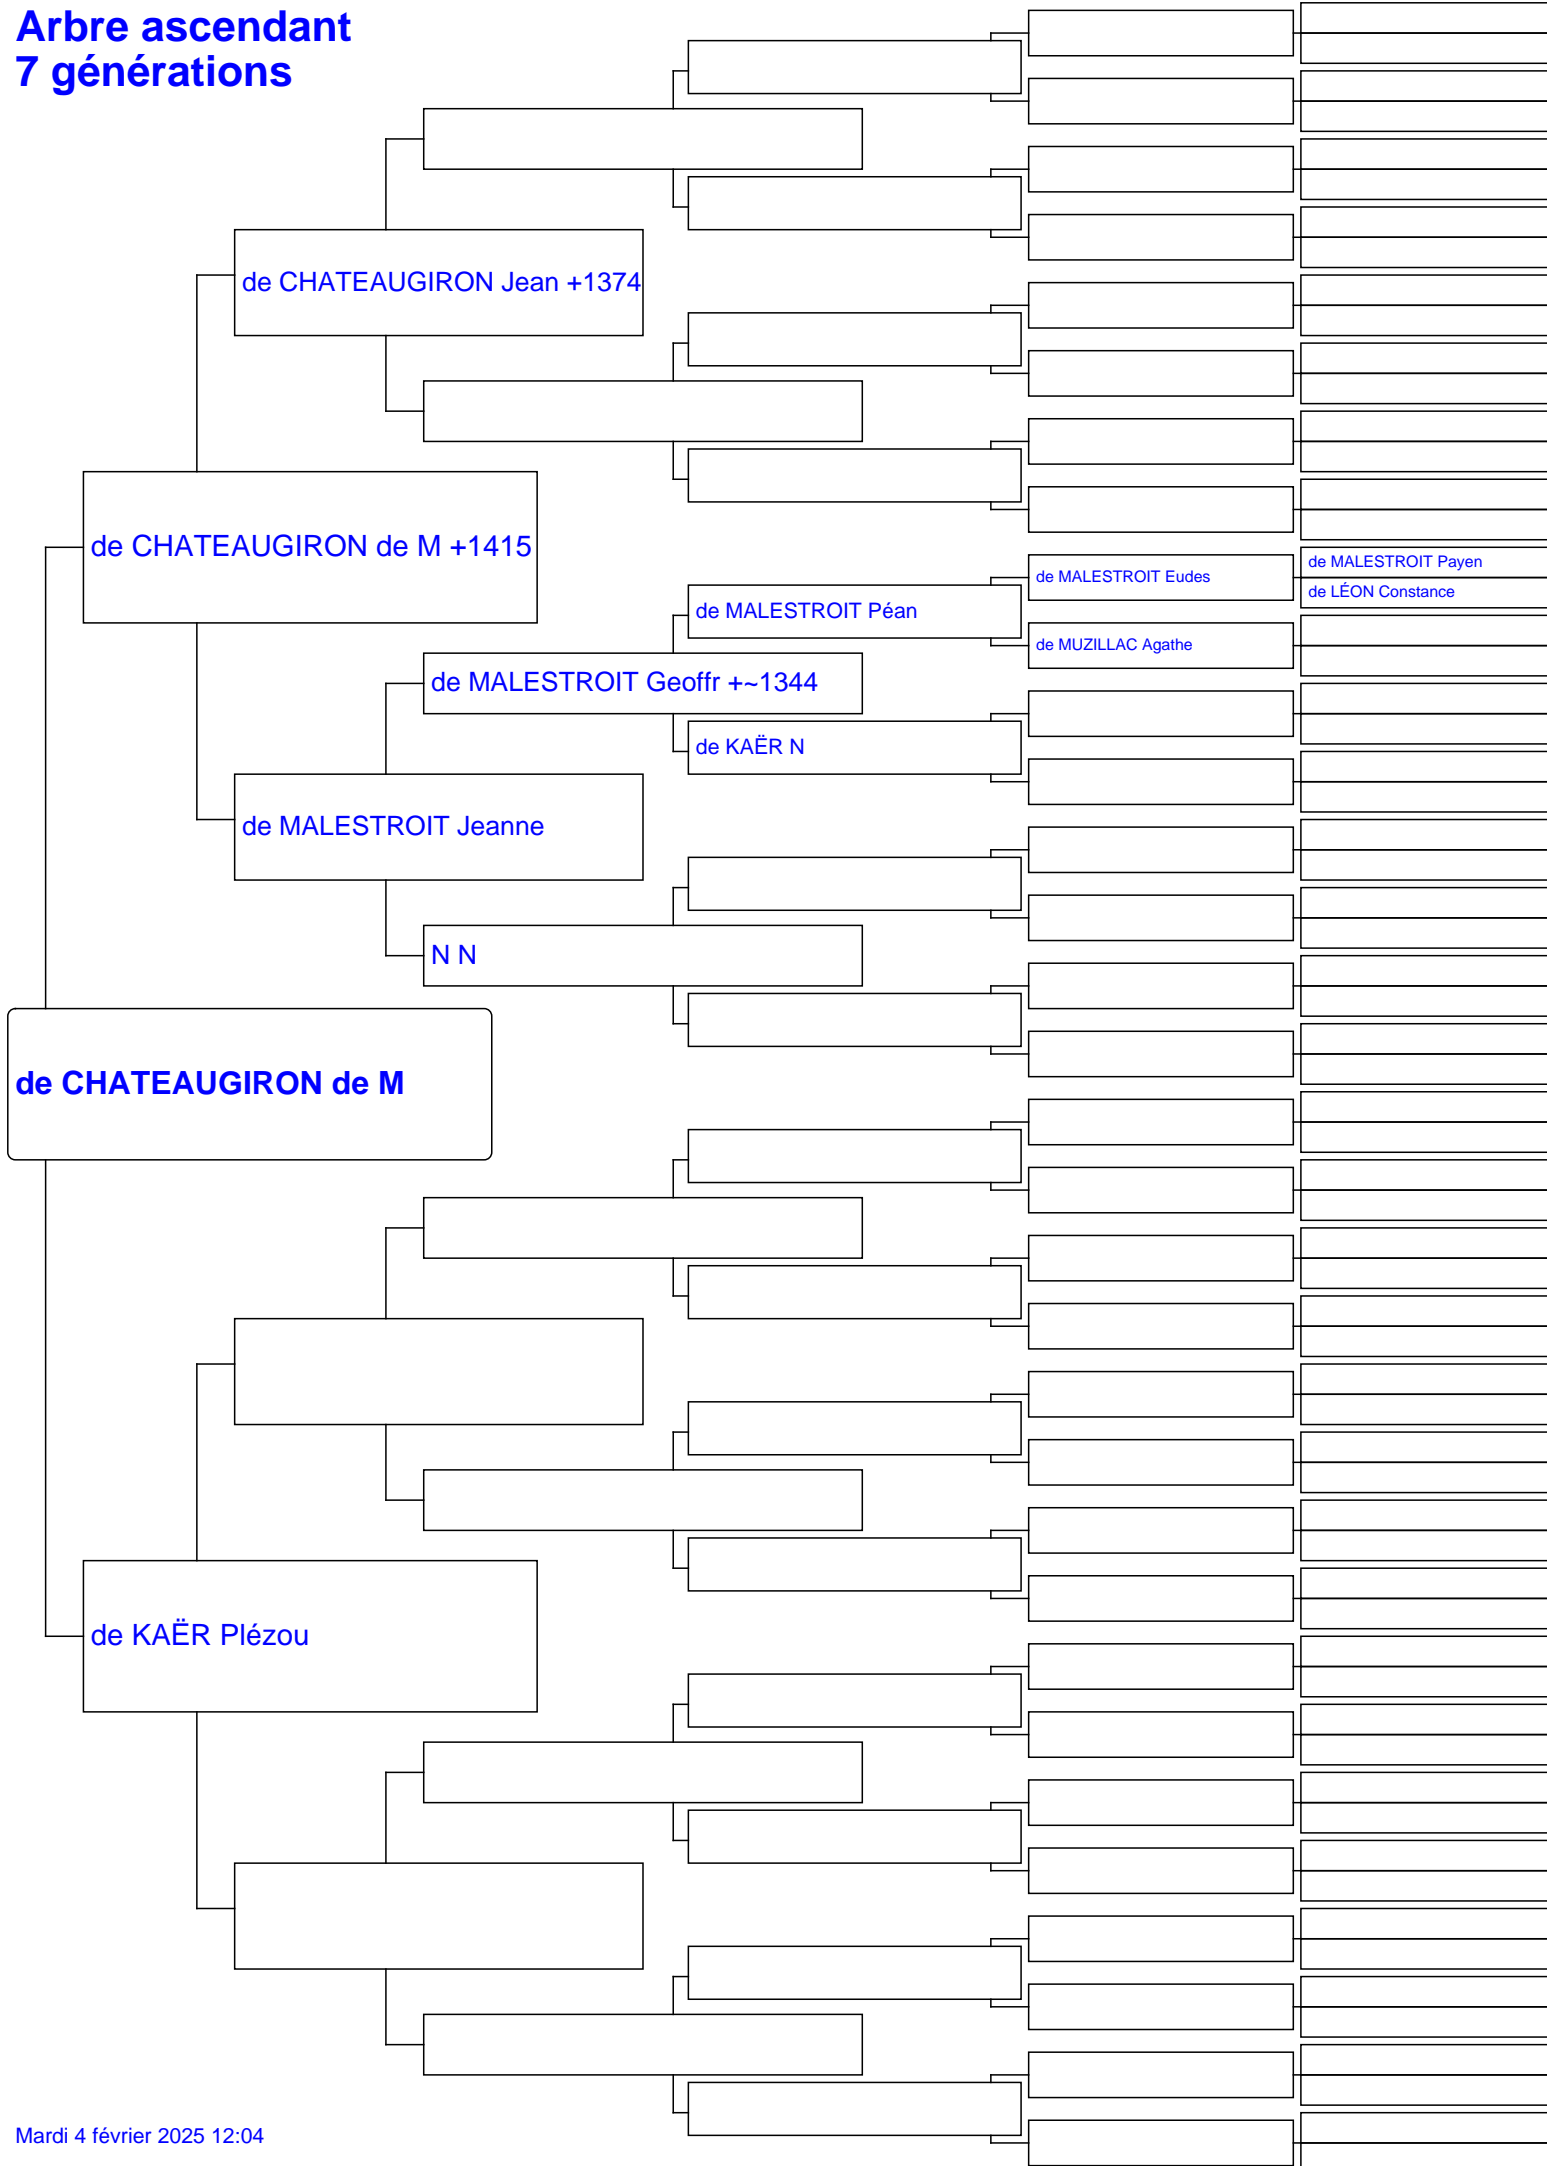 Arbre ascendant
7 générations
de CHATEAUGIRON Jean +1374
de CHATEAUGIRON de M +1415
de MALESTROIT Payen
de MALESTROIT Eudes
de LÉON Constance
de MALESTROIT Péan
de MUZILLAC Agathe
de MALESTROIT Geoffr +~1344
de KAËR N
de MALESTROIT Jeanne
N N
de CHATEAUGIRON de M
de KAËR Plézou
Mardi 4 février 2025 12:04